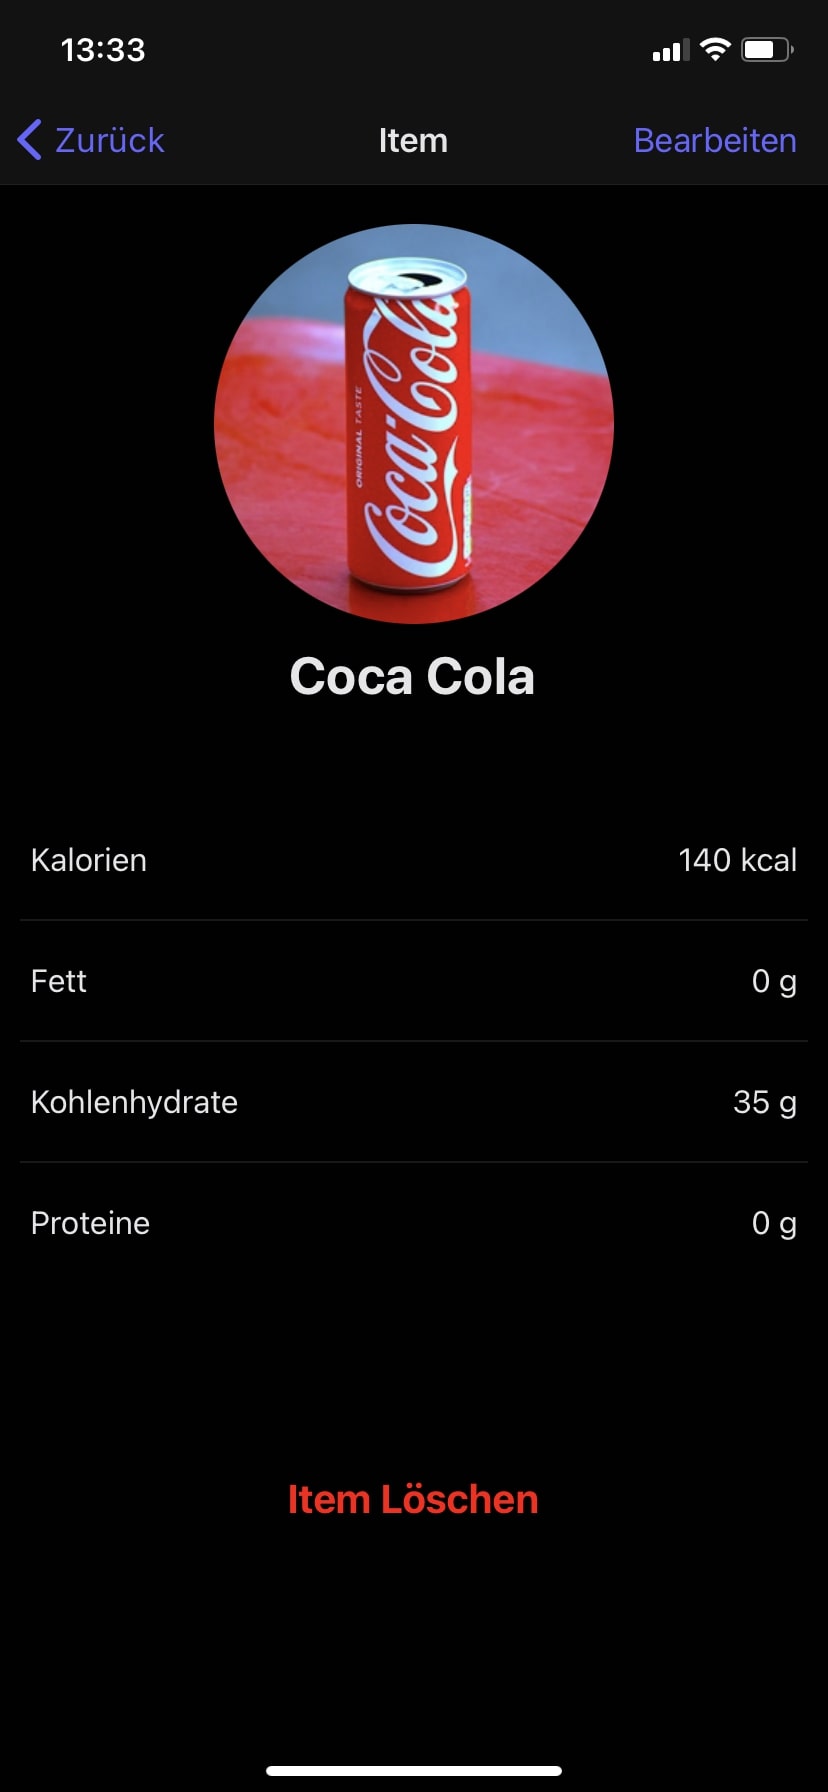 13:33
Zurück Item Bearbeiten
ORIGINAL TASTE
Coca-Cola
Coca Cola
Kalorien 140 kcal
Fett 0 g
Kohlenhydrate 35 g
Proteine 0 g
Item Löschen